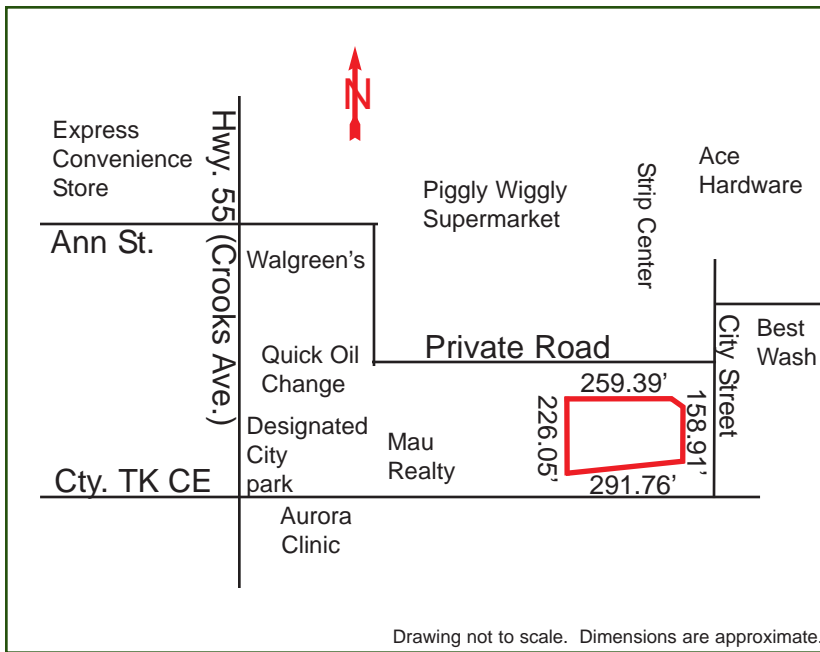 N
Express
Convenience
Store
Hwy. 55 (Crooks Ave.)
Piggly Wiggly
Supermarket
Strip Center
Ace
Hardware
Ann St.
Walgreen’s
Private Road
City Street
Best
Wash
Quick Oil
Change
259.39’
226.05’
158.91’
291.76’
Designated
City
park
Mau
Realty
Cty. TK CE
Aurora
Clinic
Drawing not to scale.  Dimensions are approximate.